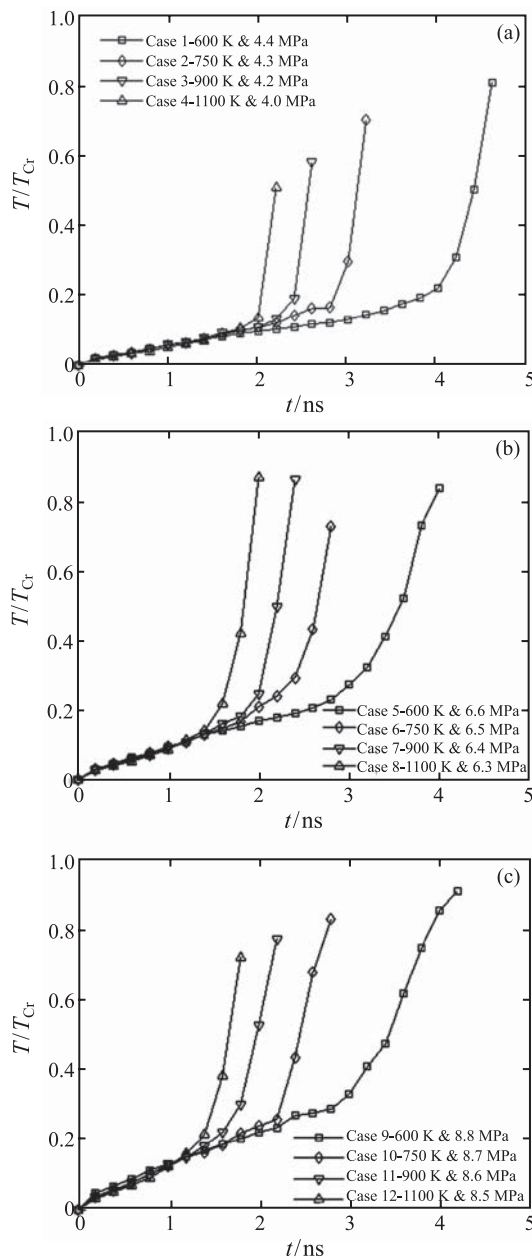 (a)
Case 1-600 K & 4.4 MPa
Case 2-750 K & 4.3 MPa
Case 3-900 K & 4.2 MPa
Case 4-1100 K & 4.0 MPa
1.0
0.8
0.6
0.4
0.2
0
T/T_Cr
0 1 2 3 4 5
t/ns
(b)
1.0
0.8
0.6
0.4
0.2
0
T/T_Cr
Case 5-600 K & 6.6 MPa
Case 6-750 K & 6.5 MPa
Case 7-900 K & 6.4 MPa
Case 8-1100 K & 6.3 MPa
0 1 2 3 4 5
t/ns
(c)
1.0
0.8
0.6
0.4
0.2
0
T/T_Cr
Case 9-600 K & 8.8 MPa
Case 10-750 K & 8.7 MPa
Case 11-900 K & 8.6 MPa
Case 12-1100 K & 8.5 MPa
0 1 2 3 4 5
t/ns